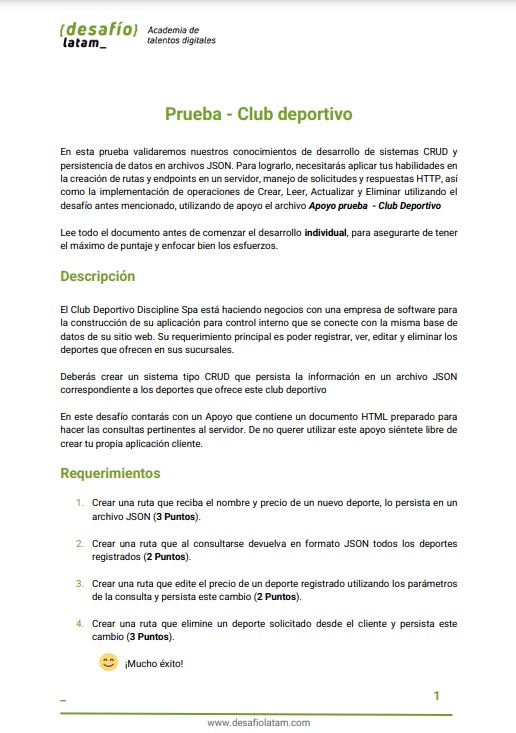 {desafío}
latam_
Academia de
talentos digitales
Prueba - Club deportivo
En esta prueba validaremos nuestros conocimientos de desarrollo de sistemas CRUD y
persistencia de datos en archivos JSON. Para lograrlo, necesitarás aplicar tus habilidades en
la creación de rutas y endpoints en un servidor, manejo de solicitudes y respuestas HTTP, así
como la implementación de operaciones de Crear, Leer, Actualizar y Eliminar utilizando el
desafío antes mencionado, utilizando de apoyo el archivo Apoyo prueba - Club Deportivo
Lee todo el documento antes de comenzar el desarrollo individual, para asegurarte de tener
el máximo de puntaje y enfocar bien los esfuerzos.
Descripción
El Club Deportivo Discipline Spa está haciendo negocios con una empresa de software para
la construcción de su aplicación para control interno que se conecte con la misma base de
datos de su sitio web. Su requerimiento principal es poder registrar, ver, editar y eliminar los
deportes que ofrecen en sus sucursales.
Deberás crear un sistema tipo CRUD que persista la información en un archivo JSON
correspondiente a los deportes que ofrece este club deportivo
En este desafío contarás con un Apoyo que contiene un documento HTML preparado para
hacer las consultas pertinentes al servidor. De no querer utilizar este apoyo siéntete libre de
crear tu propia aplicación cliente.
Requerimientos
1. Crear una ruta que reciba el nombre y precio de un nuevo deporte, lo persista en un
archivo JSON (3 Puntos).
2. Crear una ruta que al consultarse devuelva en formato JSON todos los deportes
registrados (2 Puntos).
3. Crear una ruta que edite el precio de un deporte registrado utilizando los parámetros
de la consulta y persista este cambio (2 Puntos).
4. Crear una ruta que elimine un deporte solicitado desde el cliente y persista este
cambio (3 Puntos).
¡Mucho éxito!
_ 1
www.desafiolatam.com